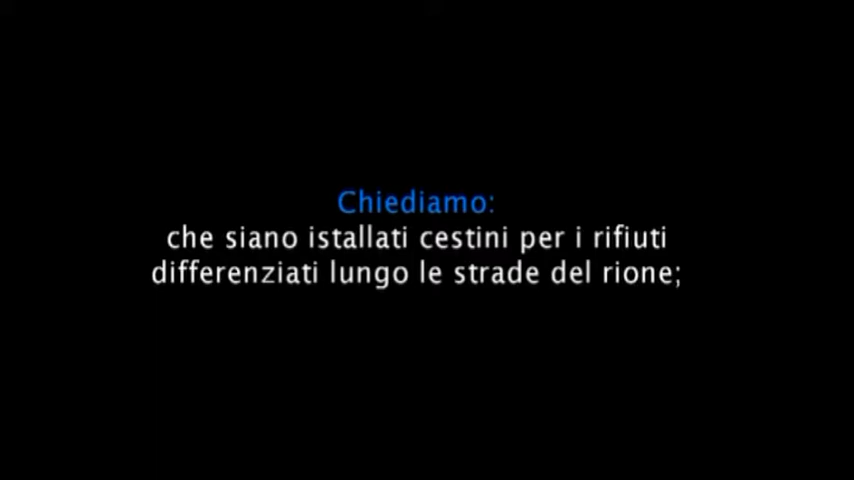 Chiediamo:
che siano istallati cestini per i rifiuti
differenziati lungo le strade del rione;